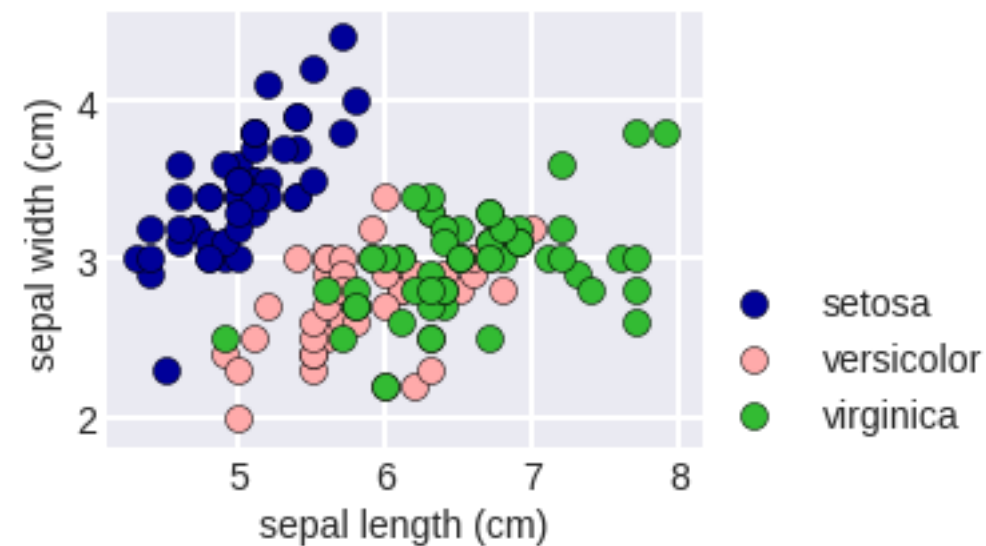 sepal width (cm)
4
3
2
5 6 7 8
sepal length (cm)
setosa
versicolor
virginica